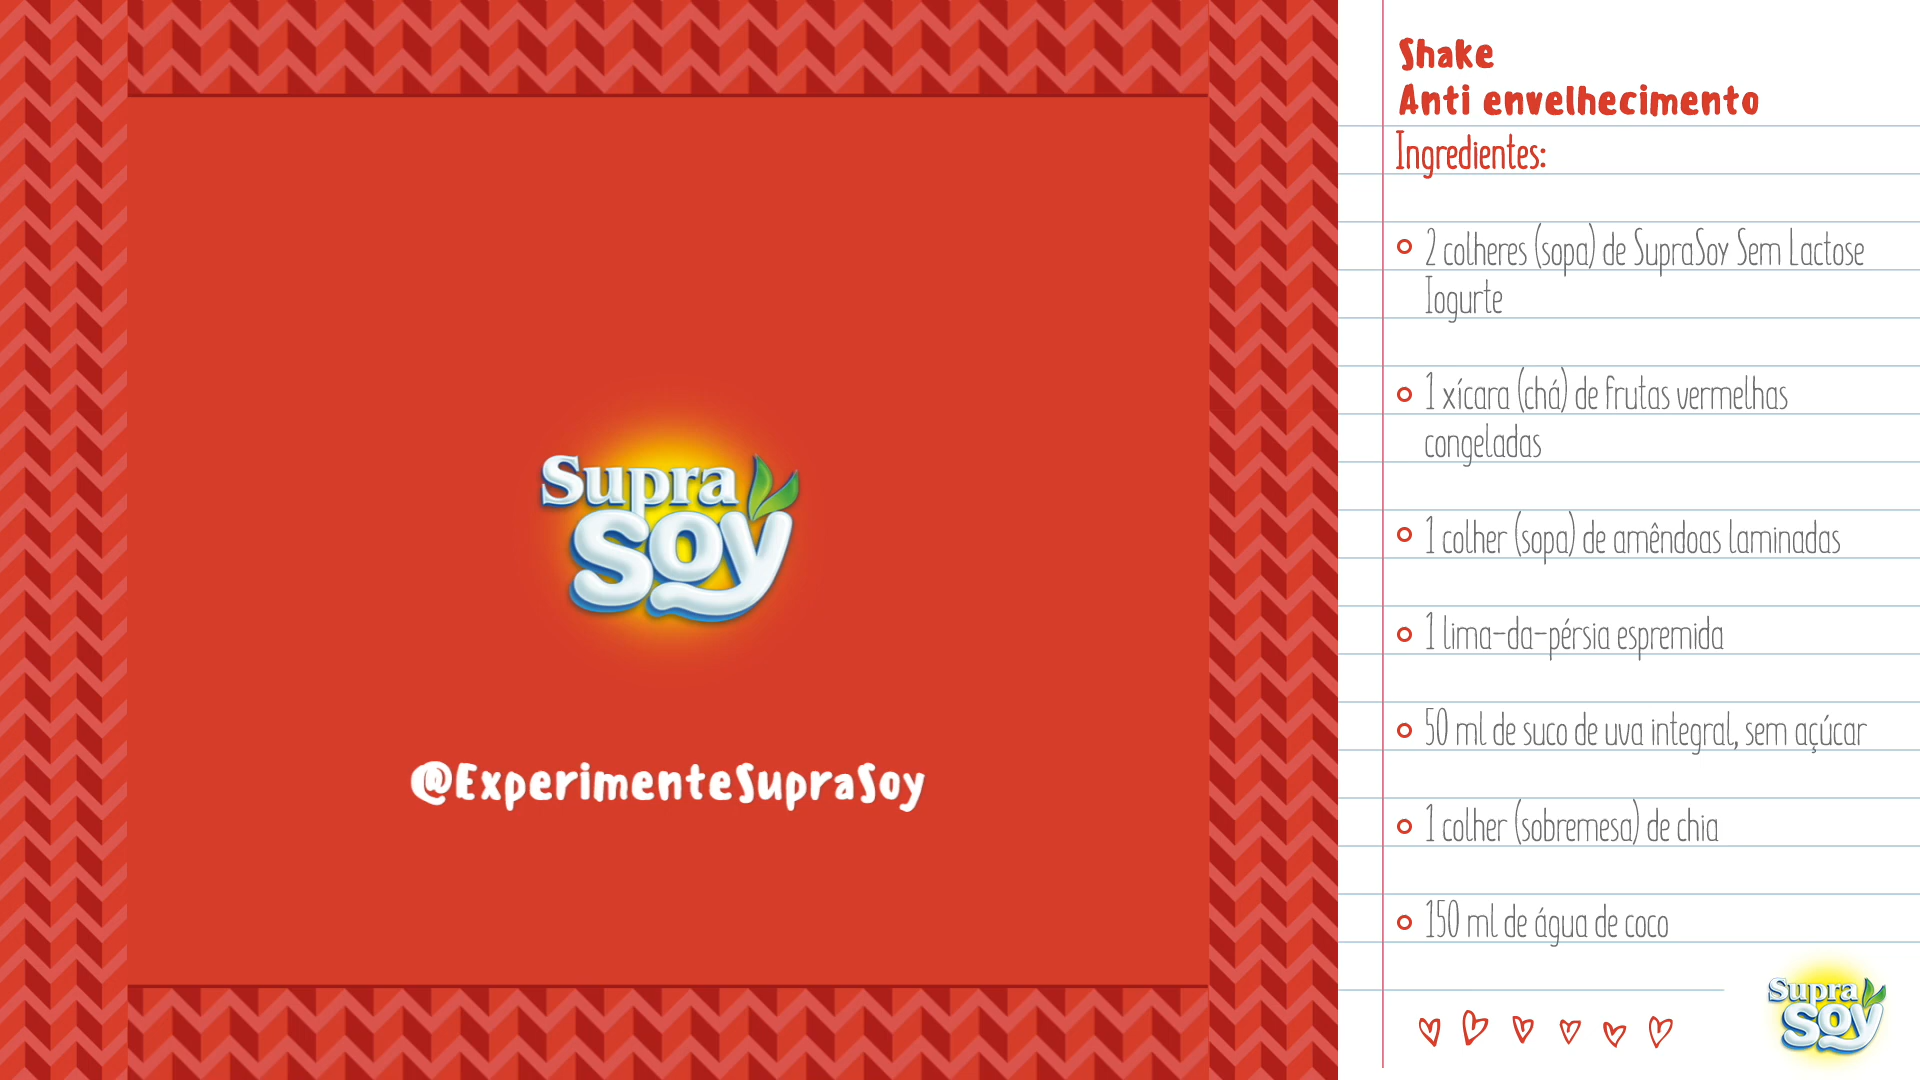 Supra
Soy
@ExperimenteSupraSoy
Shake
Anti envelhecimento
Ingredientes:
2 colheres (sopa) de SupraSoy Sem Lactose
Iogurte
1 xícara (chá) de frutas vermelhas
congeladas
1 colher (sopa) de amêndoas laminadas
1 lima-da-pérsia espremida
50 ml de suco de uva integral, sem açúcar
1 colher (sobremesa) de chia
150 ml de água de coco
Supra
Soy